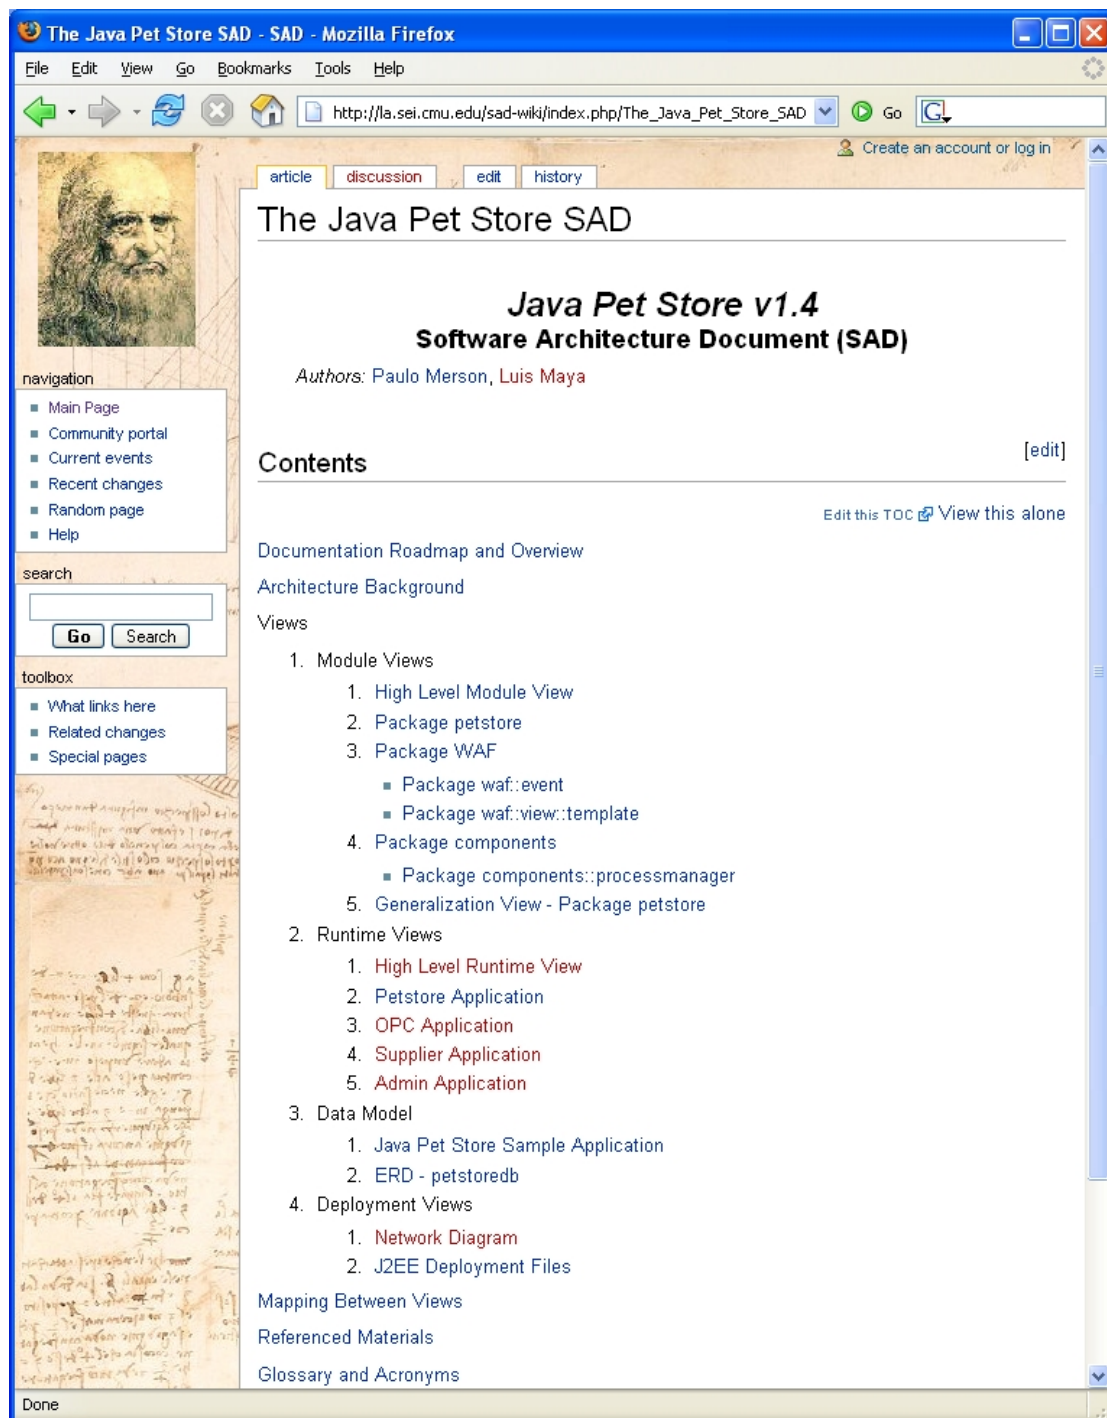 The Java Pet Store SAD - SAD - Mozilla Firefox
File Edit View Go Bookmarks Tools Help
http://la.sei.cmu.edu/sad-wiki/index.php/The_Java_Pet_Store_SAD Go G
Create an account or log in
article discussion edit history
The Java Pet Store SAD
Java Pet Store v1.4
Software Architecture Document (SAD)
Authors: Paulo Merson, Luis Maya
navigation
Main Page
Community portal
Current events
Recent changes
Random page
Help
search
Go Search
toolbox
What links here
Related changes
Special pages
Contents [edit]
Edit this TOC View this alone
Documentation Roadmap and Overview
Architecture Background
Views
1. Module Views
1. High Level Module View
2. Package petstore
3. Package WAF
Package waf::event
Package waf::view::template
4. Package components
Package components::processmanager
5. Generalization View - Package petstore
2. Runtime Views
1. High Level Runtime View
2. Petstore Application
3. OPC Application
4. Supplier Application
5. Admin Application
3. Data Model
1. Java Pet Store Sample Application
2. ERD - petstoredb
4. Deployment Views
1. Network Diagram
2. J2EE Deployment Files
Mapping Between Views
Referenced Materials
Glossary and Acronyms
Done